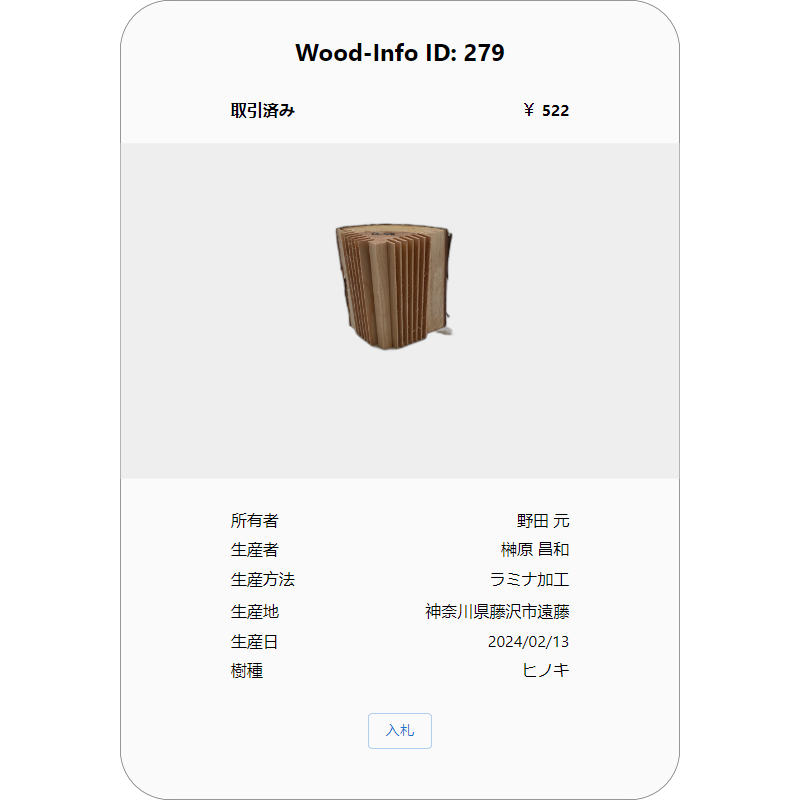 Wood-Info ID: 279
取引済み ¥ 522
所有者 野田 元
生産者 榊原 昌和
生産方法 ラミナ加工
生産地 神奈川県藤沢市遠藤
生産日 2024/02/13
樹種 ヒノキ
入札